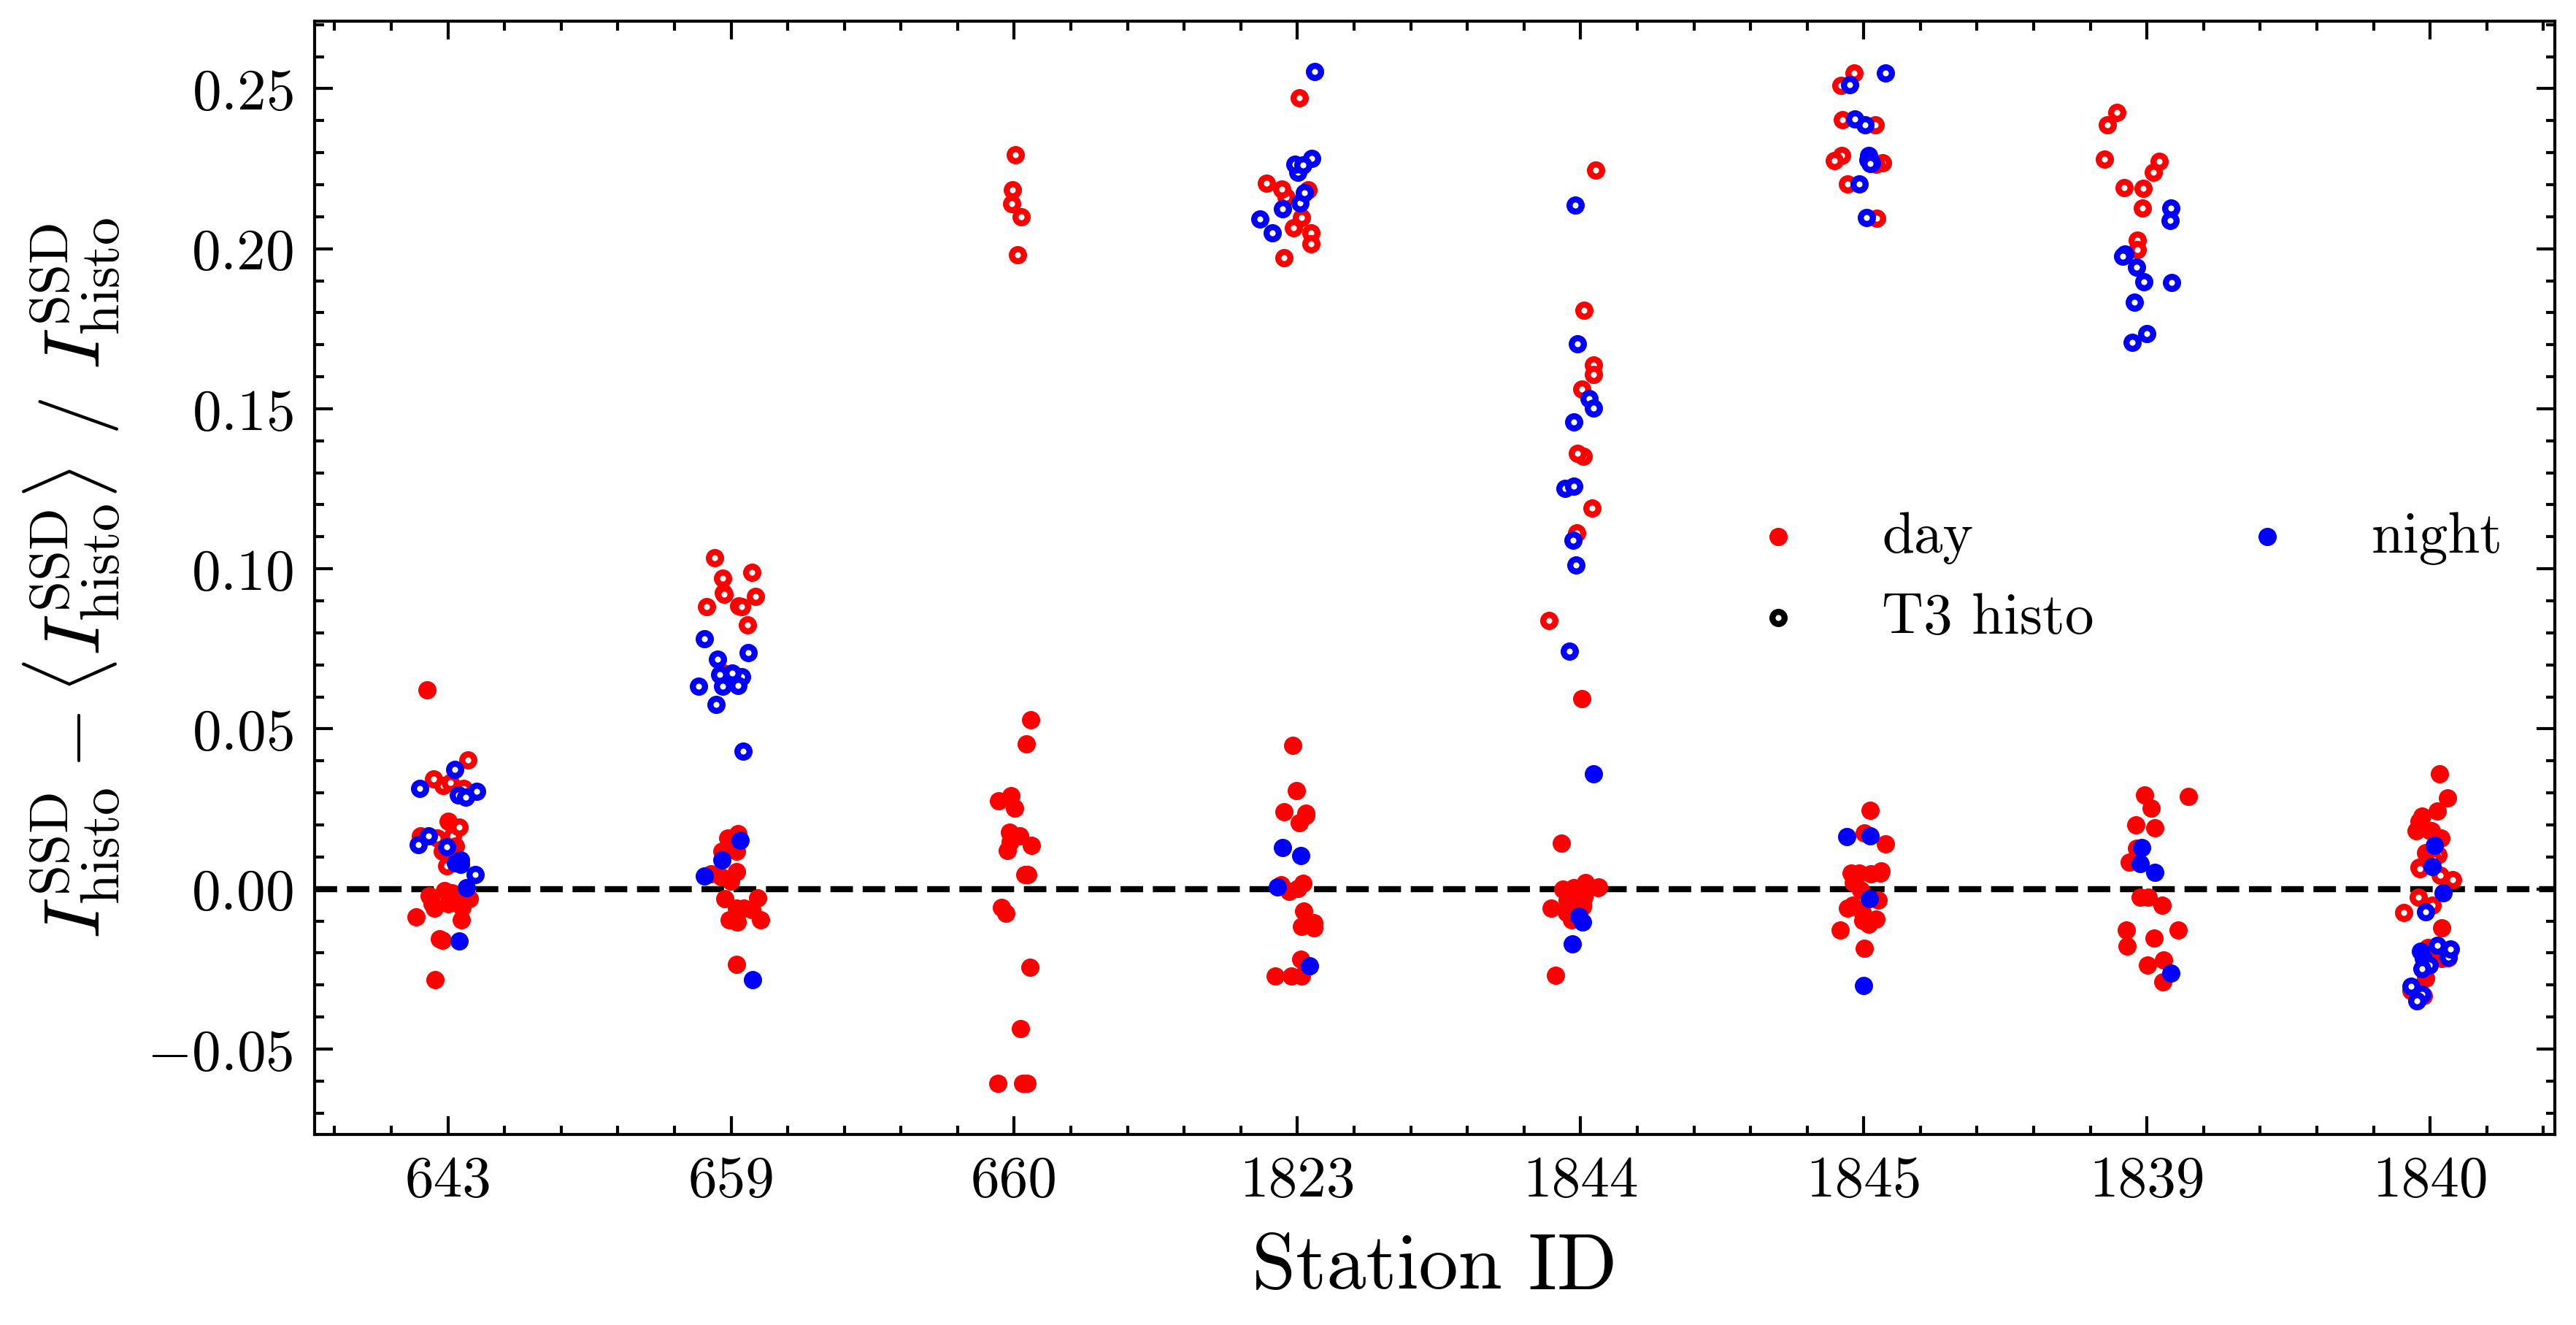 I^SSD_histo − ⟨I^SSD_histo⟩ / I^SSD_histo
0.25
0.20
0.15
0.10
0.05
0.00
−0.05
day
night
T3 histo
643 659 660 1823 1844 1845 1839 1840
Station ID